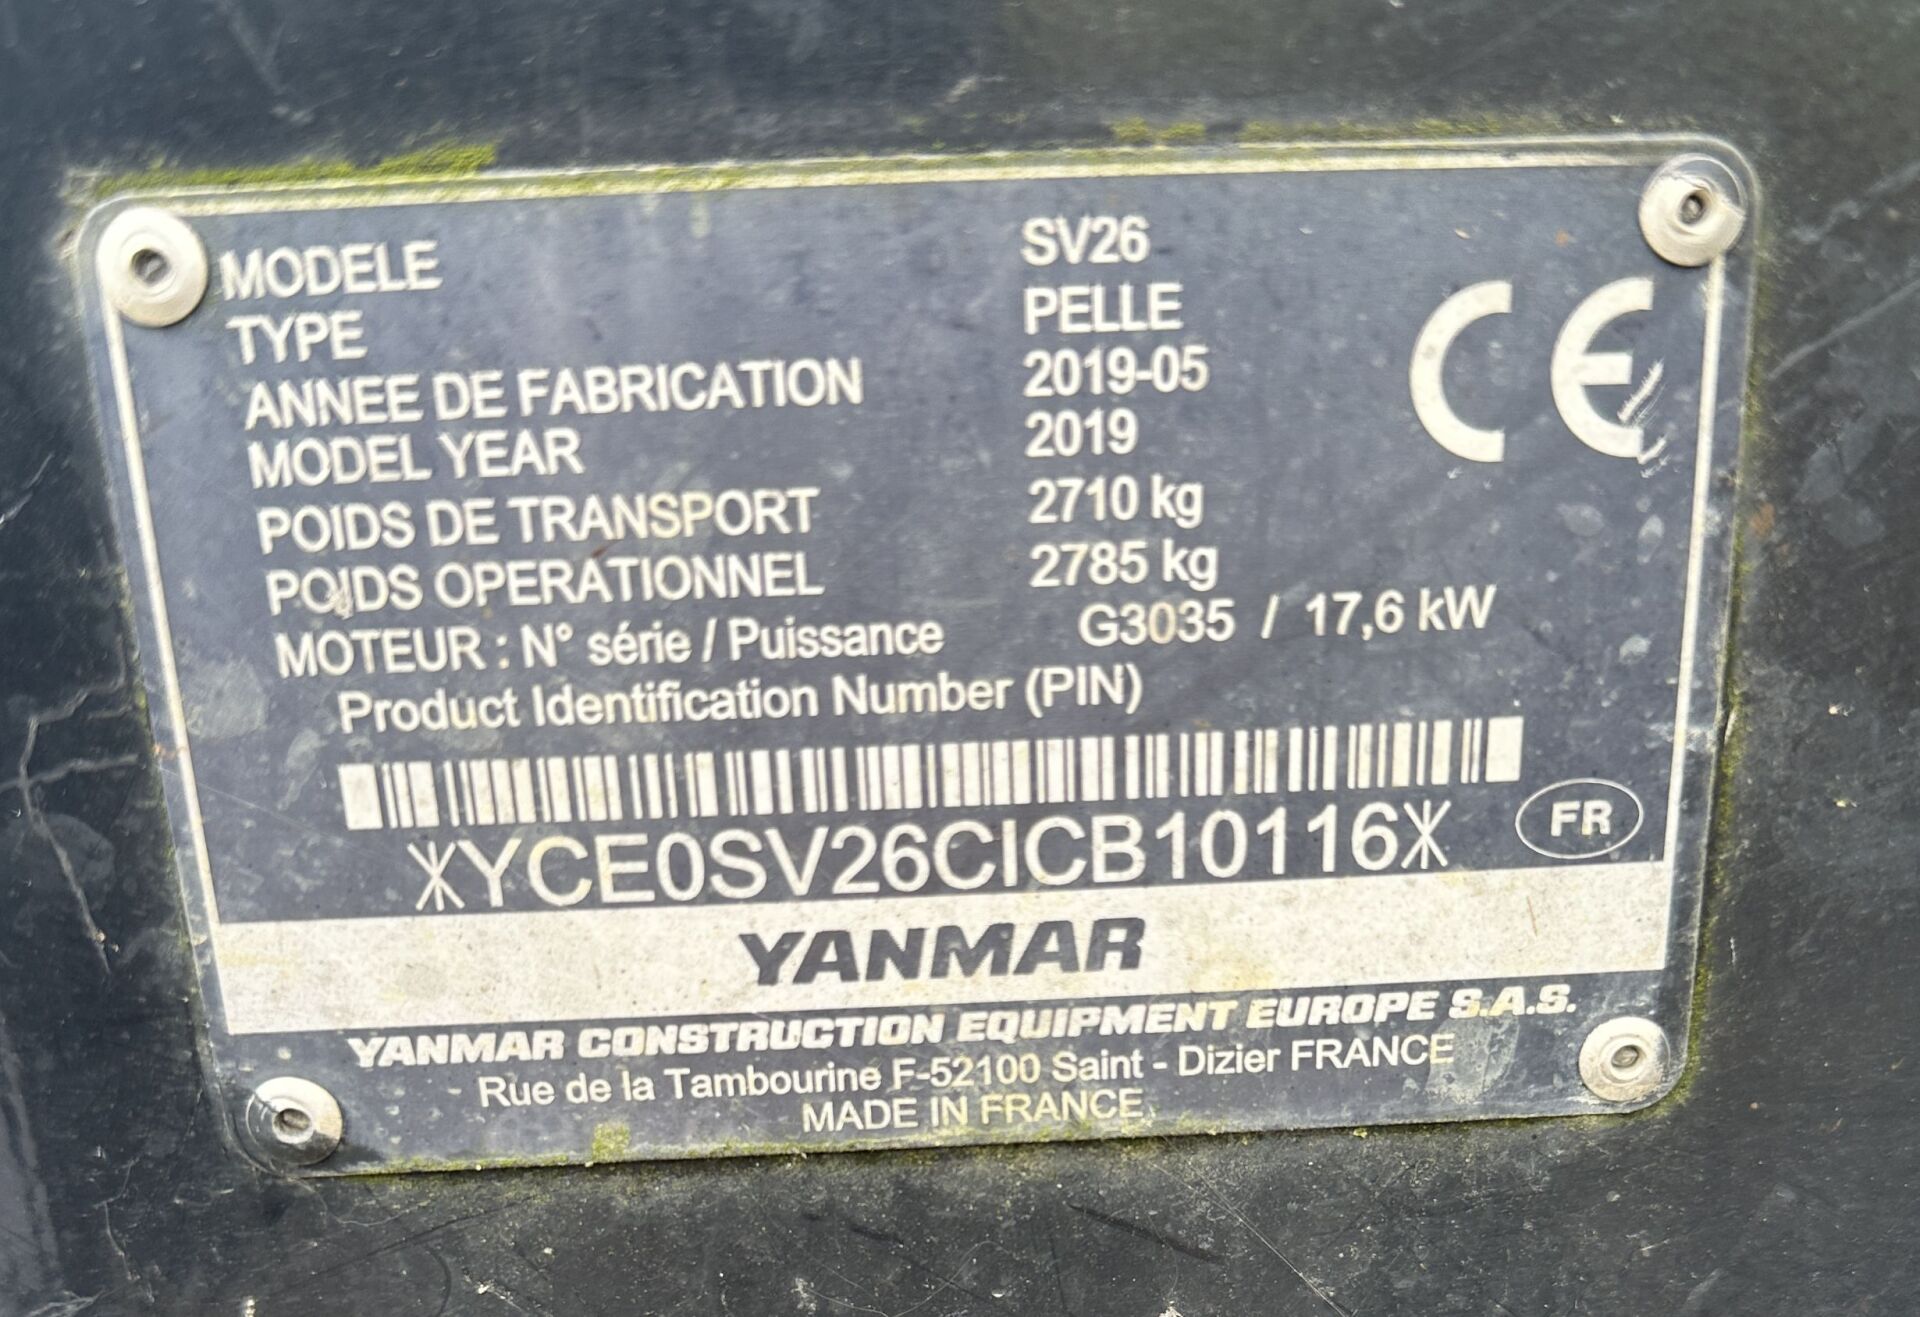 MODELE SV26
TYPE PELLE
ANNEE DE FABRICATION 2019-05
MODEL YEAR 2019
POIDS DE TRANSPORT 2710 kg
POIDS OPERATIONNEL 2785 kg
MOTEUR : N° série / Puissance G3035 / 17,6 kW
Product Identification Number (PIN)
*YCE0SV26CICB10116*
FR
CE
YANMAR
YANMAR CONSTRUCTION EQUIPMENT EUROPE S.A.S.
Rue de la Tambourine F-52100 Saint - Dizier FRANCE
MADE IN FRANCE